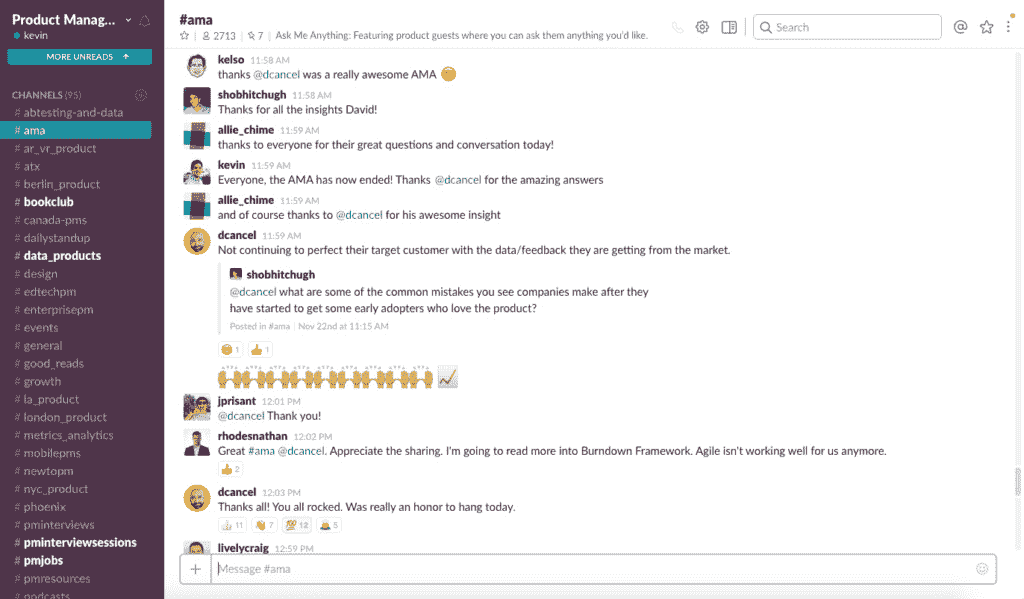 Product Manag...
kevin
MORE UNREADS ↑
CHANNELS (95)
# abtesting-and-data
# ama
# ar_vr_product
# atx
# berlin_product
# bookclub
# canada-pms
# dailystandup
# data_products
# design
# edtechpm
# enterprisepm
# events
# general
# good_reads
# growth
# la_product
# london_product
# metrics_analytics
# mobilepms
# newtopm
# nyc_product
# phoenix
# pminterviews
# pminterviewsessions
# pmjobs
# pmresources
# podcasts
#ama
2713 | 7 | Ask Me Anything: Featuring product guests where you can ask them anything you'd like.
Search
kelso 11:58 AM
thanks @dcancel was a really awesome AMA
shobhitchugh 11:58 AM
Thanks for all the insights David!
allie_chime 11:59 AM
thanks to everyone for their great questions and conversation today!
kevin 11:59 AM
Everyone, the AMA has now ended! Thanks @dcancel for the amazing answers
allie_chime 11:59 AM
and of course thanks to @dcancel for his awesome insight
dcancel 11:59 AM
Not continuing to perfect their target customer with the data/feedback they are getting from the market.
shobhitchugh
@dcancel what are some of the common mistakes you see companies make after they
have started to get some early adopters who love the product?
Posted in #ama | Nov 22nd at 11:15 AM
1 1
jprisant 12:01 PM
@dcancel Thank you!
rhodesnathan 12:02 PM
Great #ama @dcancel. Appreciate the sharing. I'm going to read more into Burndown Framework. Agile isn't working well for us anymore.
2
dcancel 12:03 PM
Thanks all! You all rocked. Was really an honor to hang today.
11 7 12 5
livelycraig 12:59 PM
Message #ama